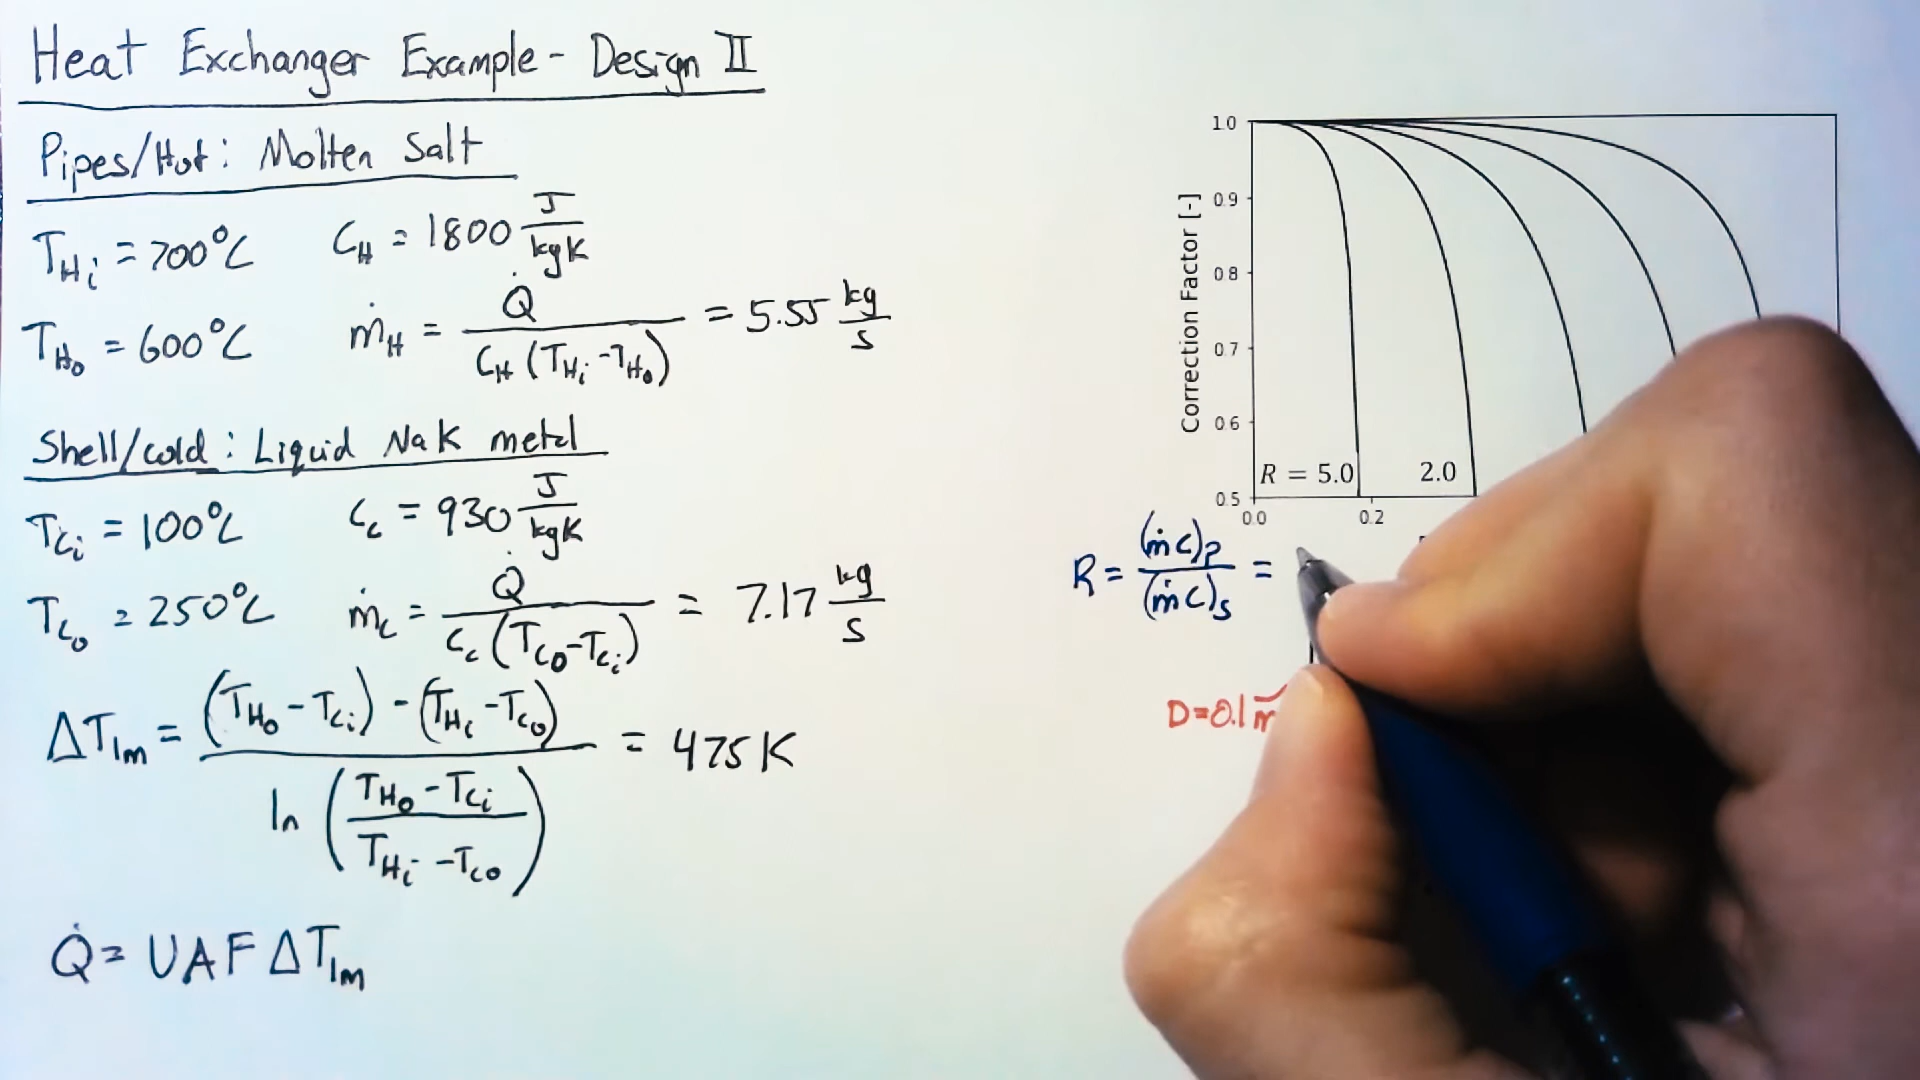 Heat Exchanger Example - Design II
Pipes/Hot: Molten Salt
T_Hi = 700°C   C_H = 1800 J/kgK
T_Ho = 600°C   ṁ_H = Q̇ / C_H (T_Hi - T_Ho) = 5.55 kg/s
Shell/cold: Liquid NaK metal
T_Ci = 100°C   C_c = 930 J/kgK
T_Co = 250°C   ṁ_c = Q̇ / C_c (T_Co - T_Ci) = 7.17 kg/s
ΔT_lm = (T_Ho - T_Ci) - (T_Hi - T_Co) / ln (T_Ho - T_Ci / T_Hi - T_Co) = 475 K
Q̇ = U A F ΔT_lm
Correction Factor [-]
1.0
0.9
0.8
0.7
0.6
0.5
R = 5.0   2.0
0.0   0.2
R = (ṁc)_P / (ṁc)_S =
D=0.1m